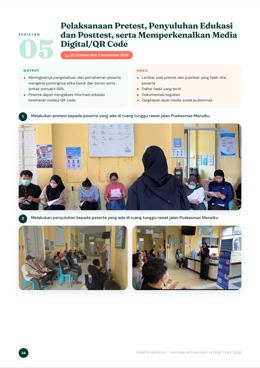 KEGIATAN
05
Pelaksanaan Pretest, Penyuluhan Edukasi
dan Posttest, serta Memperkenalkan Media
Digital/QR Code
OUTPUT
Meningkatnya pengetahuan dan pemahaman peserta
mengenai pentingnya etika batuk dan bersin serta
terkait penyakit ISPA.
Peserta dapat mengakses informasi edukasi
kesehatan melalui QR code.
HASIL
Lembar soal pretest dan posttest yang telah diisi
peserta
Daftar hadir yang terisi
Dokumentasi kegiatan
Tangkapan layar media sosial puskesmas
1 Melakukan pretest kepada peserta yang ada di ruang tunggu rawat jalan Puskesmas
2 Melakukan penyuluhan kepada peserta yang ada di ruang tunggu rawat jalan Puskesmas
34